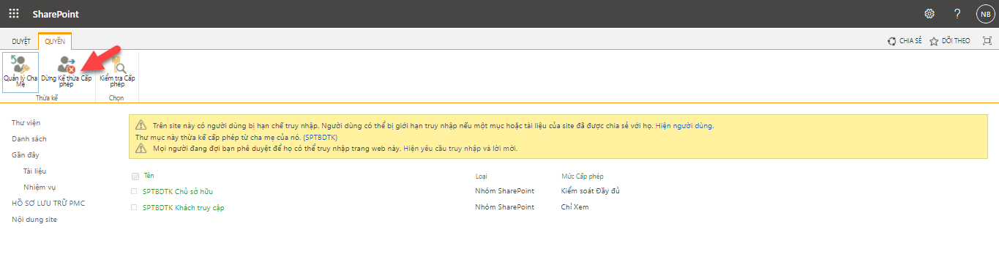 SharePoint
?
NB
DUYỆT
QUYỀN
CHIA SẺ
DÕI THEO
Quản lý Cha
Mẹ
Dừng Kế thừa Cấp
phép
Kiểm tra Cấp
phép
Thừa kế
Chọn
Thư viện
Danh sách
Gần đây
Tài liệu
Nhiệm vụ
HỒ SƠ LƯU TRỮ PMC
Nội dung site
Trên site này có người dùng bị hạn chế truy nhập. Người dùng có thể bị giới hạn truy nhập nếu một mục hoặc tài liệu của site đã được chia sẻ với họ. Hiện người dùng.
Thư mục này thừa kế cấp phép từ cha mẹ của nó. (SPTBDTK)
Mọi người đang đợi bạn phê duyệt để họ có thể truy nhập trang web này. Hiện yêu cầu truy nhập và lời mời.
Tên
Loại
Mức Cấp phép
SPTBDTK Chủ sở hữu
Nhóm SharePoint
Kiểm soát Đầy đủ
SPTBDTK Khách truy cập
Nhóm SharePoint
Chỉ Xem